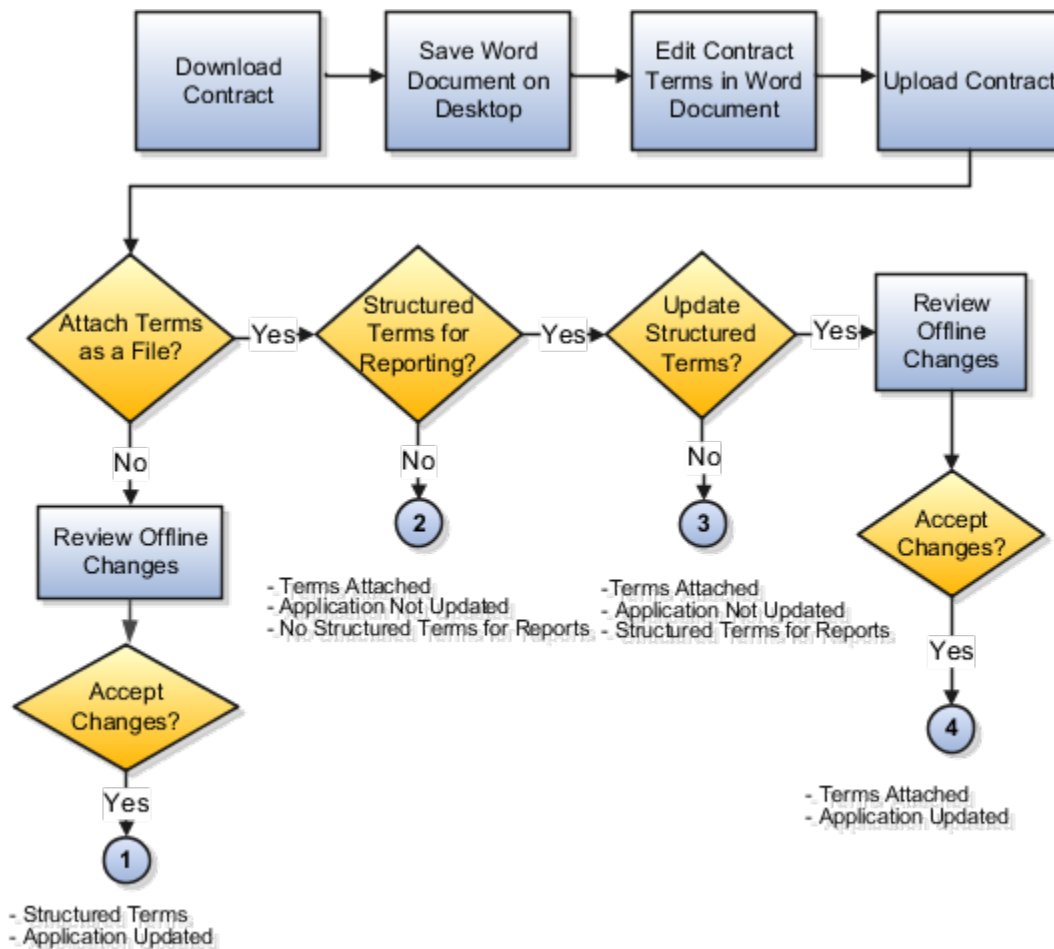 Download
Contract
Save Word
Document on
Desktop
Edit Contract
Terms in Word
Document
Upload Contract
Attach Terms
as a File?
Yes
Structured
Terms for
Reporting?
Yes
Update
Structured
Terms?
Yes
Review
Offline
Changes
No
No
No
Review Offline
Changes
2
- Terms Attached
- Application Not Updated
- No Structured Terms for Reports
3
-Terms Attached
- Application Not Updated
- Structured Terms for Reports
Accept
Changes?
Yes
4
- Terms Attached
- Application Updated
Accept
Changes?
Yes
1
- Structured Terms
- Application Updated